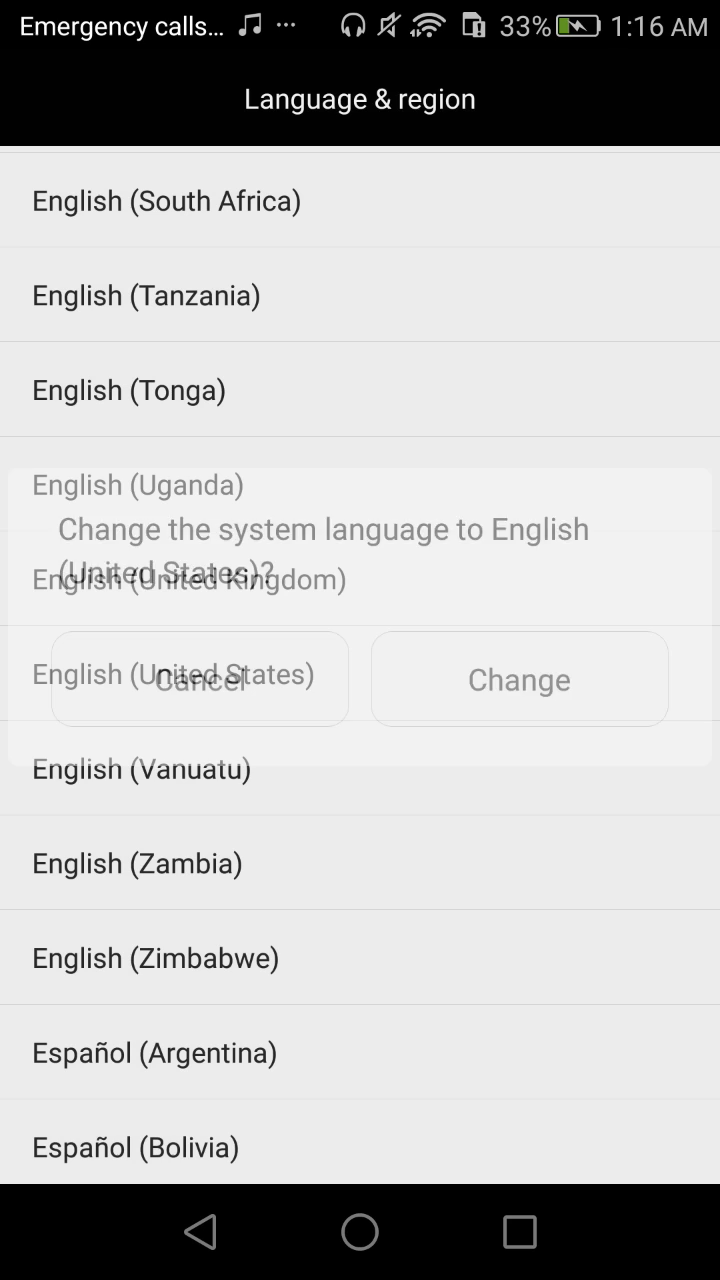 Emergency calls... 33% 1:16 AM
Language & region
English (South Africa)
English (Tanzania)
English (Tonga)
English (Uganda)
Change the system language to English
(United States)?
English (United Kingdom)
English (United States)
Cancel
Change
English (Vanuatu)
English (Zambia)
English (Zimbabwe)
Español (Argentina)
Español (Bolivia)